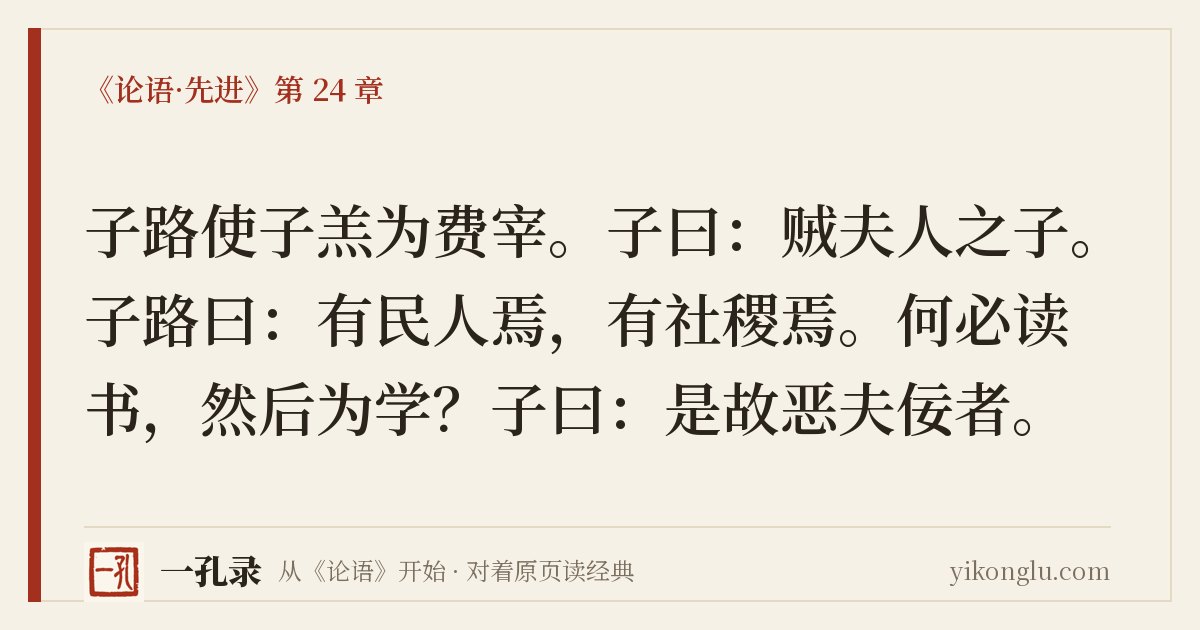 《论语·先进》第 24 章
子路使子羔为费宰。子曰：贼夫人之子。
子路曰：有民人焉，有社稷焉。何必读
书，然后为学？子曰：是故恶夫佞者。
一孔
一孔录 从《论语》开始 · 对着原页读经典 yikonglu.com